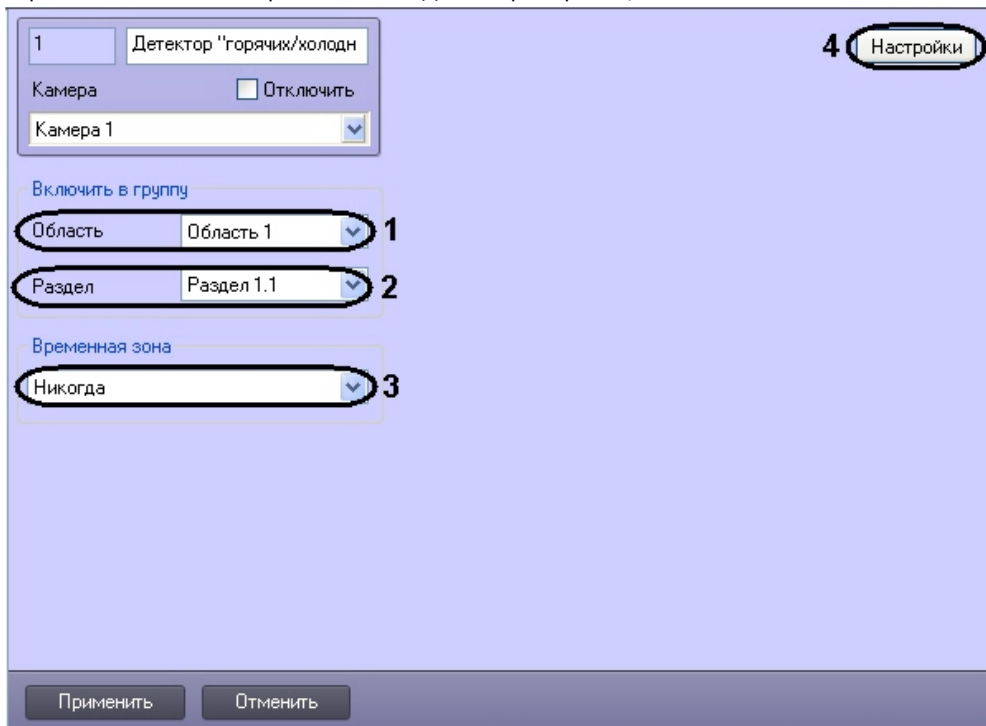 1 Детектор "горячих/холодн
4 Настройки
Камера Отключить
Камера 1
Включить в группу
Область Область 1 1
Раздел Раздел 1.1 2
Временная зона
Никогда 3
Применить Отменить